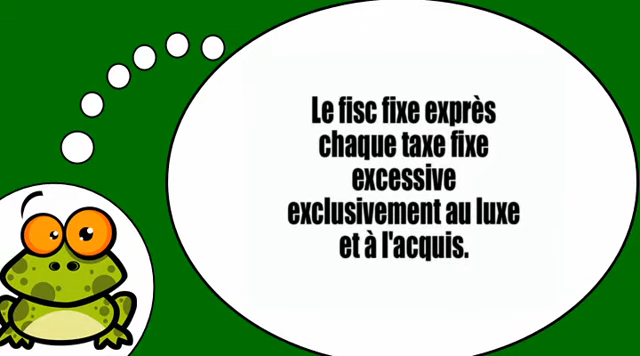 Le fisc fixe exprès
chaque taxe fixe
excessive
exclusivement au luxe
et à l'acquis.